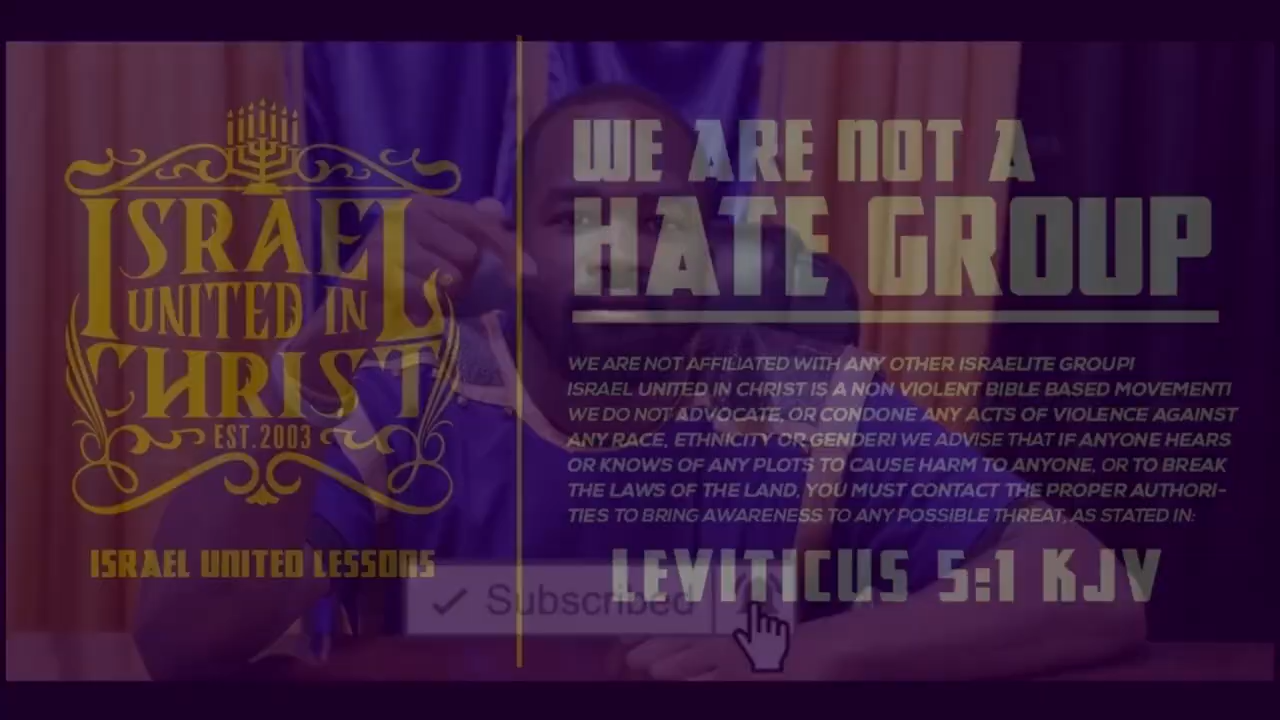 ISRAEL
UNITED IN
CHRIST
EST. 2003
ISRAEL UNITED LESSONS
WE ARE NOT A
HATE GROUP
WE ARE NOT AFFILIATED WITH ANY OTHER ISRAELITE GROUP!
ISRAEL UNITED IN CHRIST IS A NON VIOLENT BIBLE BASED MOVEMENT!
WE DO NOT ADVOCATE, OR CONDONE ANY ACTS OF VIOLENCE AGAINST
ANY RACE, ETHNICITY OR GENDER! WE ADVISE THAT IF ANYONE HEARS
OR KNOWS OF ANY PLOTS TO CAUSE HARM TO ANYONE, OR TO BREAK
THE LAWS OF THE LAND, YOU MUST CONTACT THE PROPER AUTHORI-
TIES TO BRING AWARENESS TO ANY POSSIBLE THREAT, AS STATED IN:
LEVITICUS 5:1 KJV
Subscribed